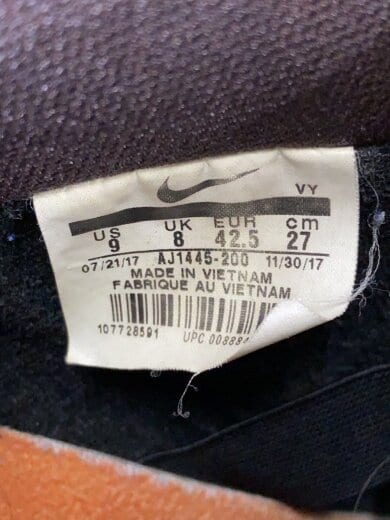 VY
US UK EUR cm
9 8 42.5 27
07/21/17 AJ1445-200 11/30/17
MADE IN VIETNAM
FABRIQUE AU VIETNAM
107728591 UPC 008884